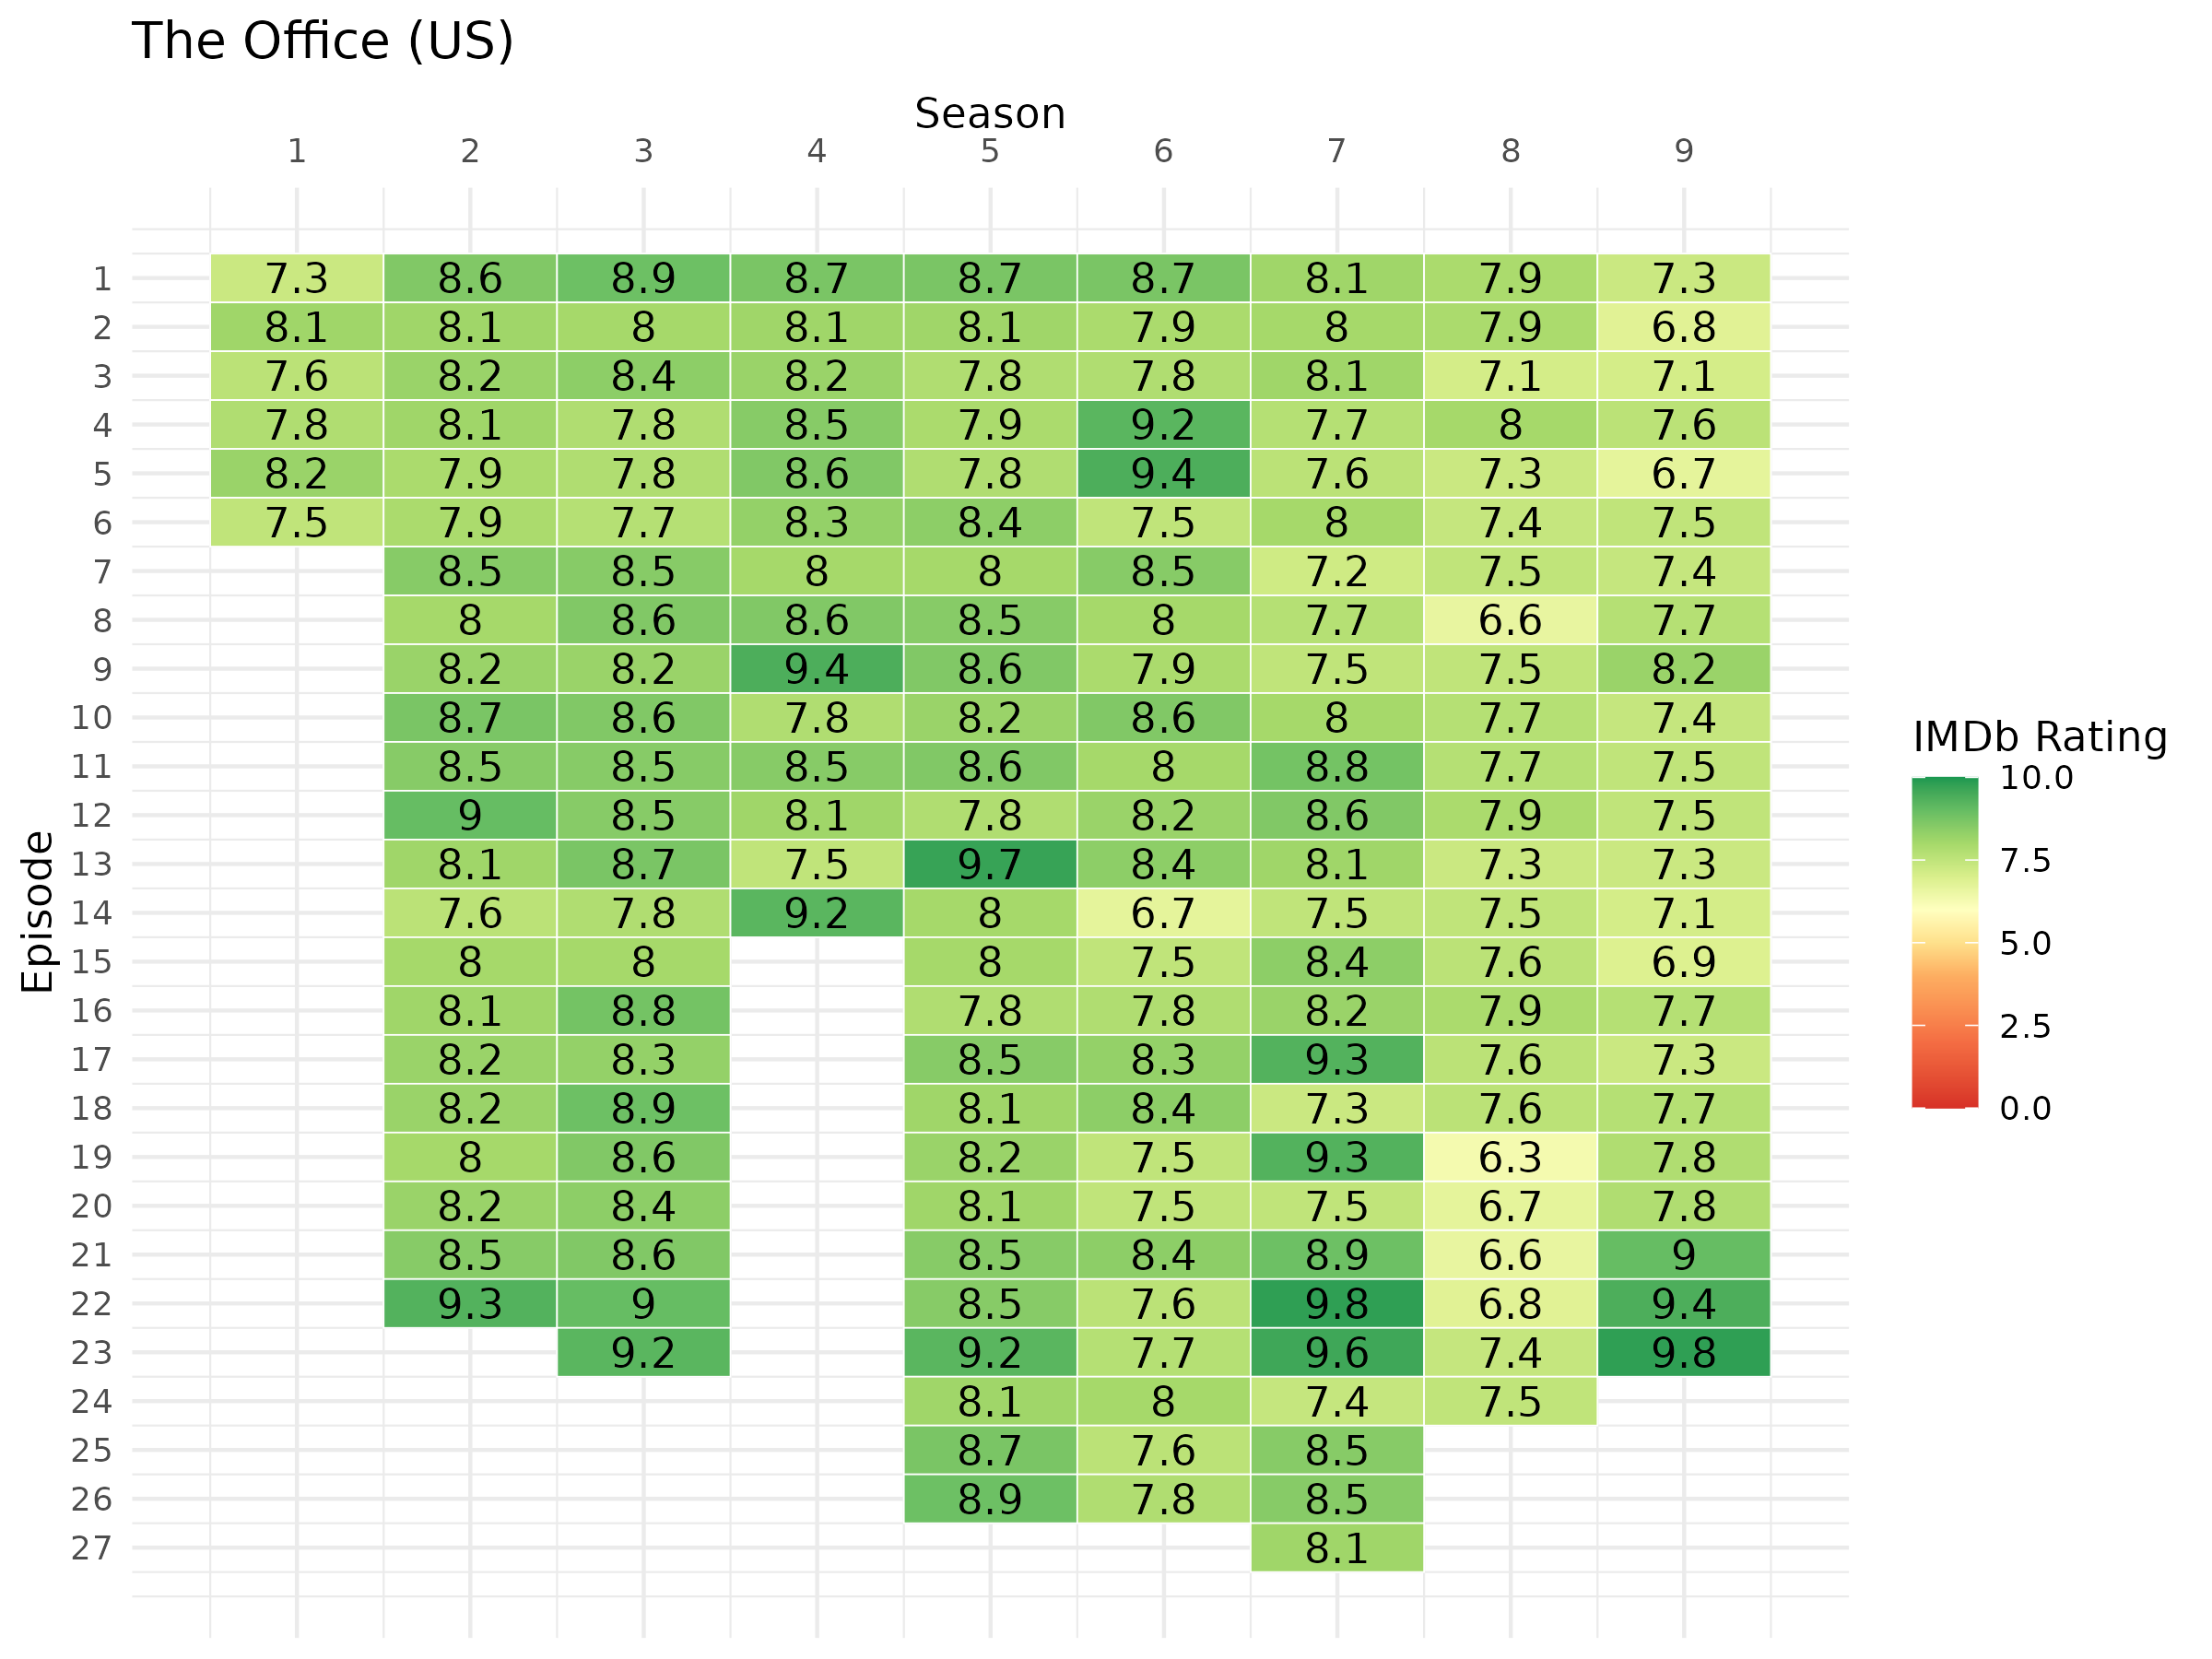 The Office (US)
Season
1 2 3 4 5 6 7 8 9
1 7.3 8.6 8.9 8.7 8.7 8.7 8.1 7.9 7.3
2 8.1 8.1 8 8.1 8.1 7.9 8 7.9 6.8
3 7.6 8.2 8.4 8.2 7.8 7.8 8.1 7.1 7.1
4 7.8 8.1 7.8 8.5 7.9 9.2 7.7 8 7.6
5 8.2 7.9 7.8 8.6 7.8 9.4 7.6 7.3 6.7
6 7.5 7.9 7.7 8.3 8.4 7.5 8 7.4 7.5
7 8.5 8.5 8 8 8.5 7.2 7.5 7.4
8 8 8.6 8.6 8.5 8 7.7 6.6 7.7
9 8.2 8.2 9.4 8.6 7.9 7.5 7.5 8.2
10 8.7 8.6 7.8 8.2 8.6 8 7.7 7.4
11 8.5 8.5 8.5 8.6 8 8.8 7.7 7.5
12 9 8.5 8.1 7.8 8.2 8.6 7.9 7.5
13 8.1 8.7 7.5 9.7 8.4 8.1 7.3 7.3
14 7.6 7.8 9.2 8 6.7 7.5 7.5 7.1
15 8 8 8 7.5 8.4 7.6 6.9
16 8.1 8.8 7.8 7.8 8.2 7.9 7.7
17 8.2 8.3 8.5 8.3 9.3 7.6 7.3
18 8.2 8.9 8.1 8.4 7.3 7.6 7.7
19 8 8.6 8.2 7.5 9.3 6.3 7.8
20 8.2 8.4 8.1 7.5 7.5 6.7 7.8
21 8.5 8.6 8.5 8.4 8.9 6.6 9
22 9.3 9 8.5 7.6 9.8 6.8 9.4
23 9.2 9.2 7.7 9.6 7.4 9.8
24 8.1 8 7.4 7.5
25 8.7 7.6 8.5
26 8.9 7.8 8.5
27 8.1
Episode
IMDb Rating
10.0
7.5
5.0
2.5
0.0